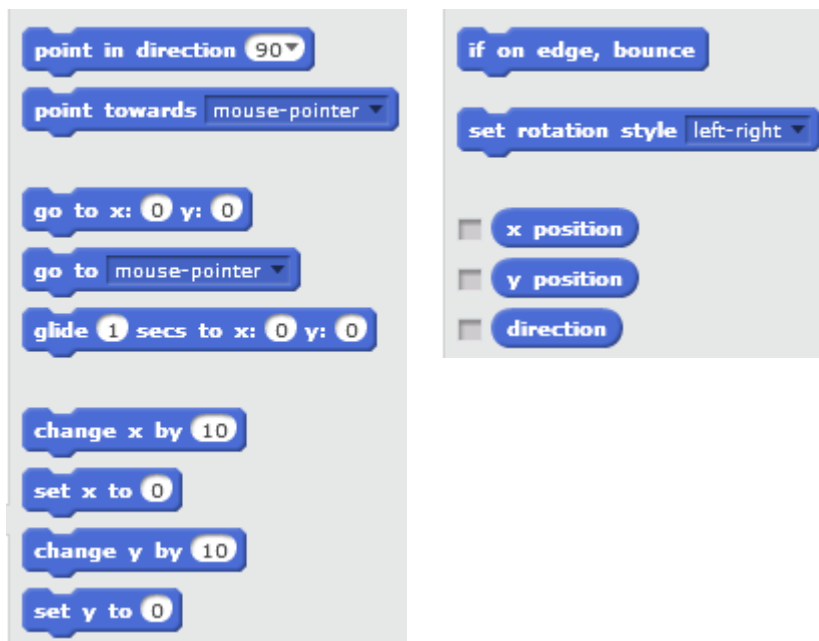 point in direction 90
point towards mouse-pointer
go to x: 0 y: 0
go to mouse-pointer
glide 1 secs to x: 0 y: 0
change x by 10
set x to 0
change y by 10
set y to 0
if on edge, bounce
set rotation style left-right
x position
y position
direction